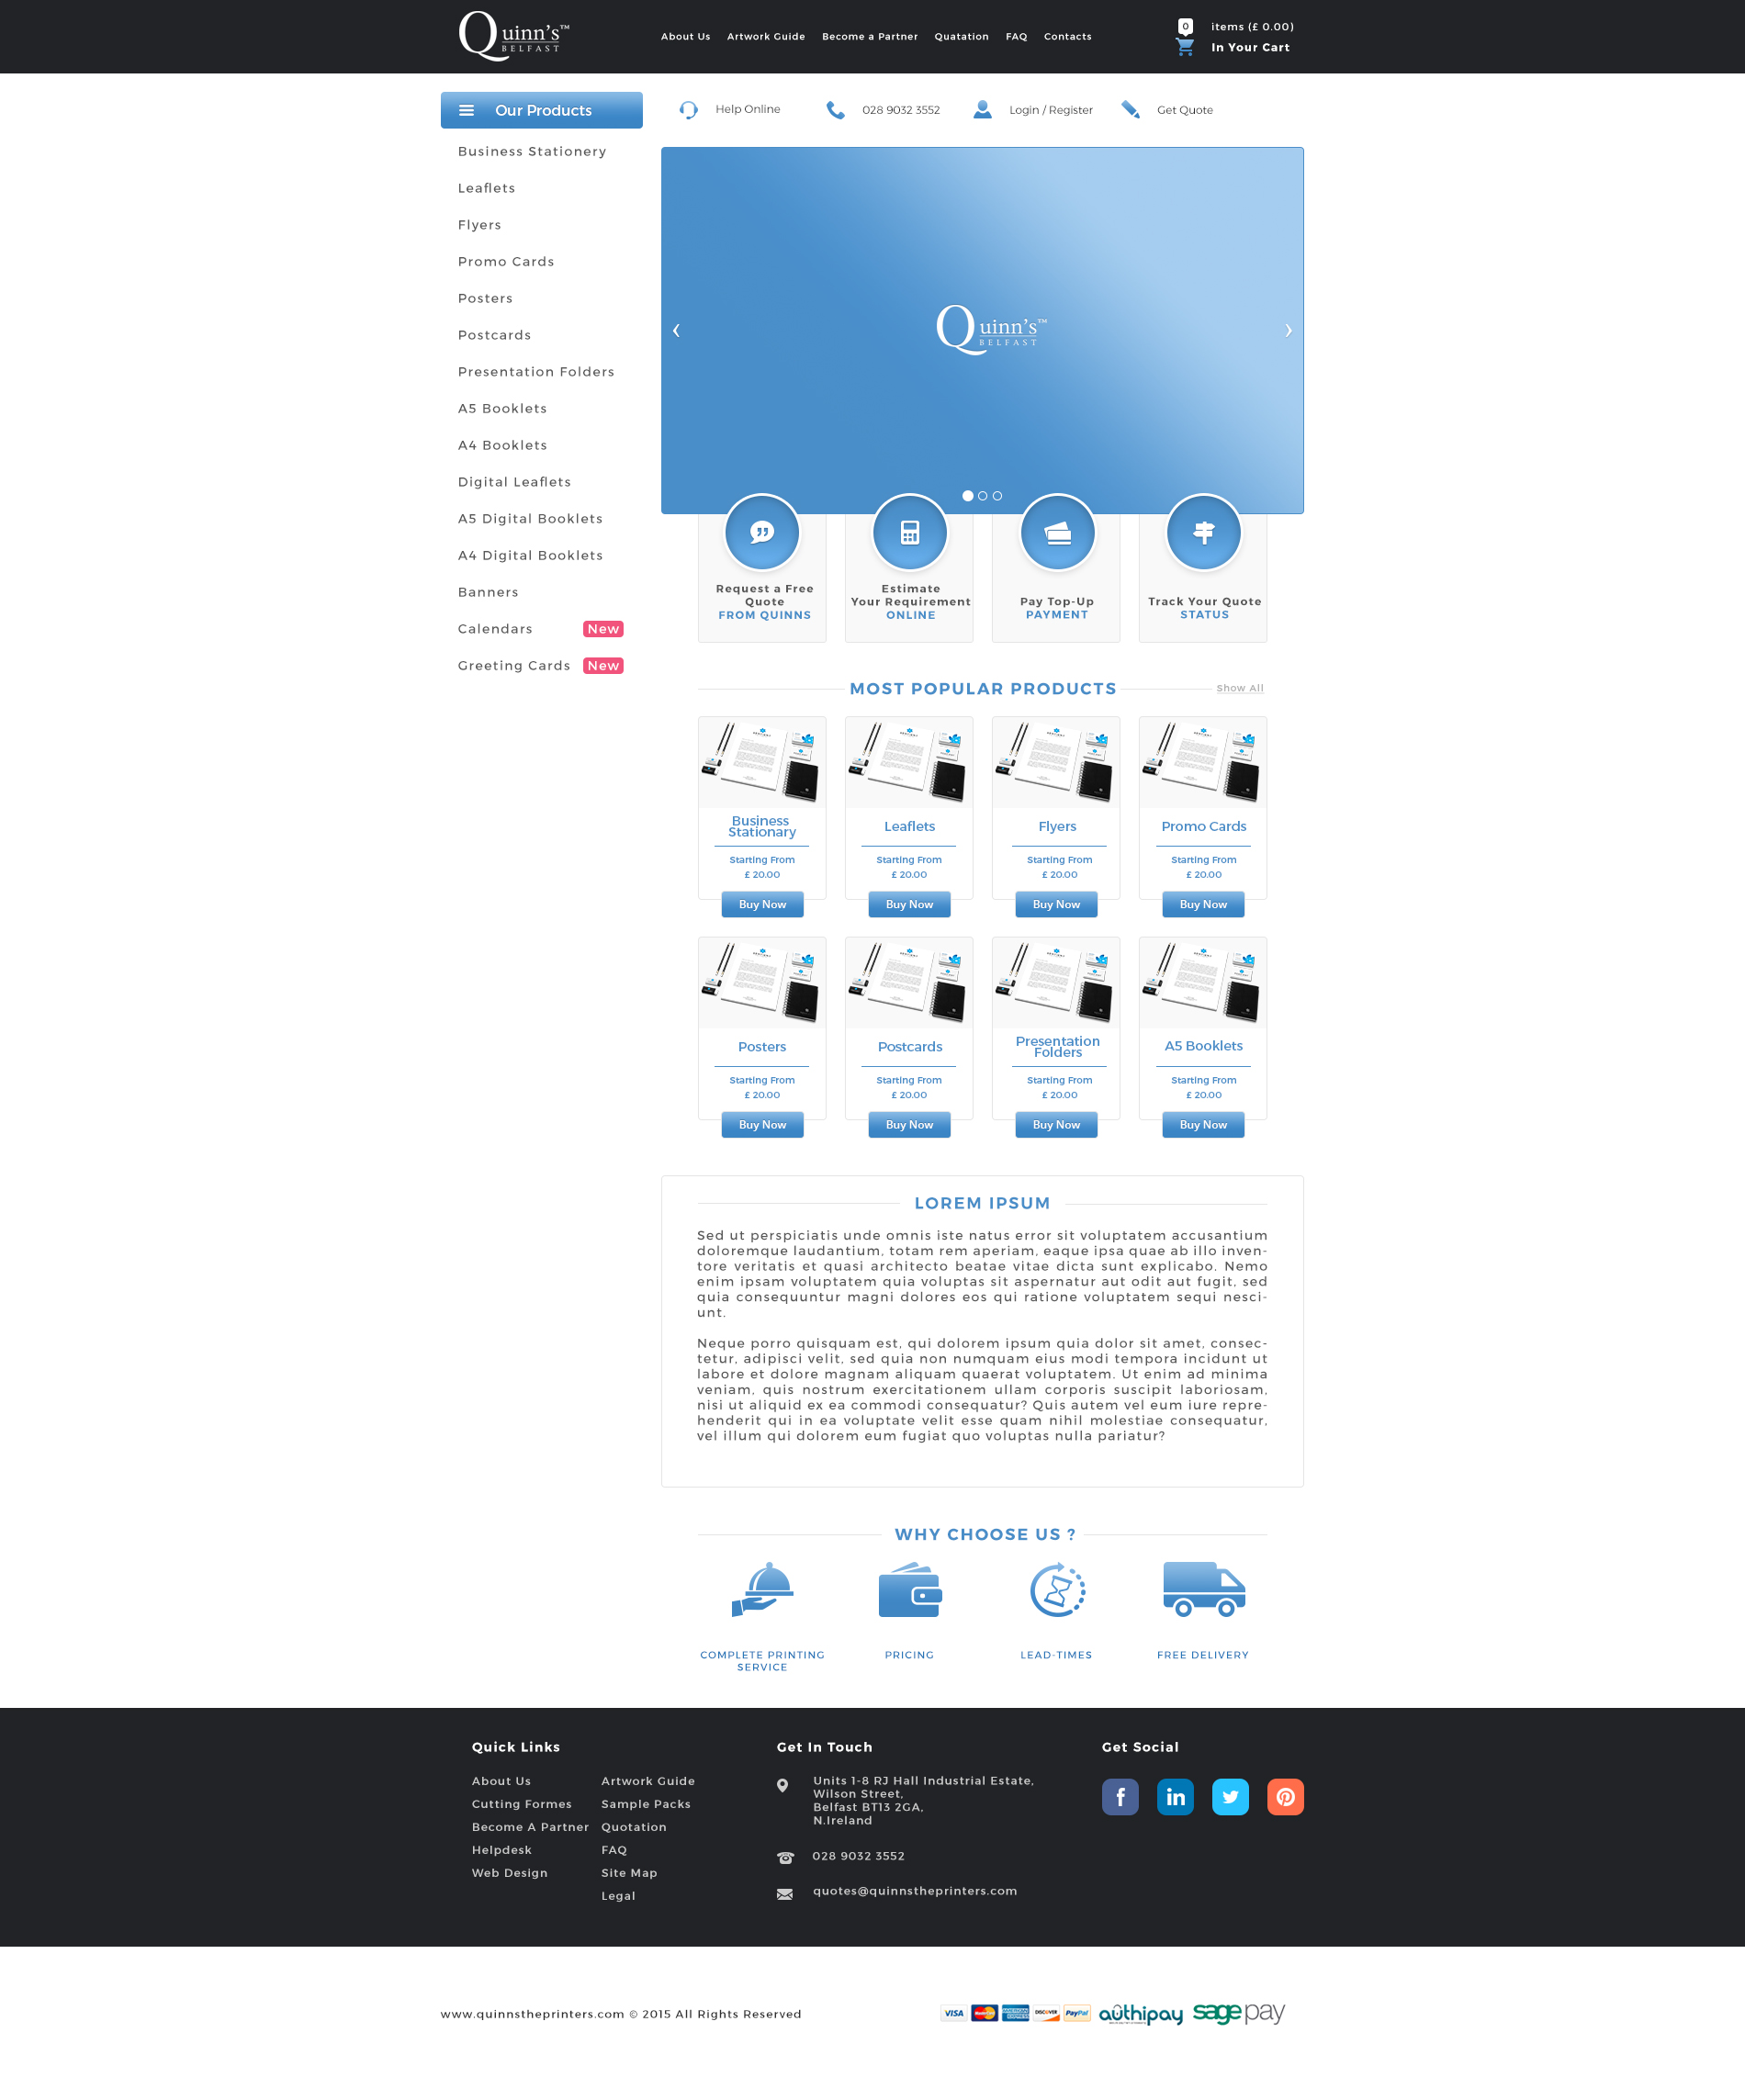 Quinn's™
BELFAST
About Us Artwork Guide Become a Partner Quatation FAQ Contacts
0 items (£ 0.00)
In Your Cart
Our Products
Help Online 028 9032 3552 Login / Register Get Quote
Business Stationery
Leaflets
Flyers
Promo Cards
Posters
Postcards
Presentation Folders
A5 Booklets
A4 Booklets
Digital Leaflets
A5 Digital Booklets
A4 Digital Booklets
Banners
Calendars New
Greeting Cards New
Quinn's™
BELFAST
Request a Free
Quote
FROM QUINNS
Estimate
Your Requirement
ONLINE
Pay Top-Up
PAYMENT
Track Your Quote
STATUS
MOST POPULAR PRODUCTS
Show All
Business
Stationary
Starting From
£ 20.00
Buy Now
Leaflets
Starting From
£ 20.00
Buy Now
Flyers
Starting From
£ 20.00
Buy Now
Promo Cards
Starting From
£ 20.00
Buy Now
Posters
Starting From
£ 20.00
Buy Now
Postcards
Starting From
£ 20.00
Buy Now
Presentation
Folders
Starting From
£ 20.00
Buy Now
A5 Booklets
Starting From
£ 20.00
Buy Now
LOREM IPSUM
Sed ut perspiciatis unde omnis iste natus error sit voluptatem accusantium
doloremque laudantium, totam rem aperiam, eaque ipsa quae ab illo inven-
tore veritatis et quasi architecto beatae vitae dicta sunt explicabo. Nemo
enim ipsam voluptatem quia voluptas sit aspernatur aut odit aut fugit, sed
quia consequuntur magni dolores eos qui ratione voluptatem sequi nesci-
unt.
Neque porro quisquam est, qui dolorem ipsum quia dolor sit amet, consec-
tetur, adipisci velit, sed quia non numquam eius modi tempora incidunt ut
labore et dolore magnam aliquam quaerat voluptatem. Ut enim ad minima
veniam, quis nostrum exercitationem ullam corporis suscipit laboriosam,
nisi ut aliquid ex ea commodi consequatur? Quis autem vel eum iure repre-
henderit qui in ea voluptate velit esse quam nihil molestiae consequatur,
vel illum qui dolorem eum fugiat quo voluptas nulla pariatur?
WHY CHOOSE US ?
COMPLETE PRINTING
SERVICE
PRICING
LEAD-TIMES
FREE DELIVERY
Quick Links
About Us
Cutting Formes
Become A Partner
Helpdesk
Web Design
Artwork Guide
Sample Packs
Quotation
FAQ
Site Map
Legal
Get In Touch
Units 1-8 RJ Hall Industrial Estate,
Wilson Street,
Belfast BT13 2GA,
N.Ireland
028 9032 3552
quotes@quinnstheprinters.com
Get Social
f in
www.quinnstheprinters.com © 2015 All Rights Reserved
VISA MasterCard AMERICAN EXPRESS DISCOVER PayPal authipay sage pay